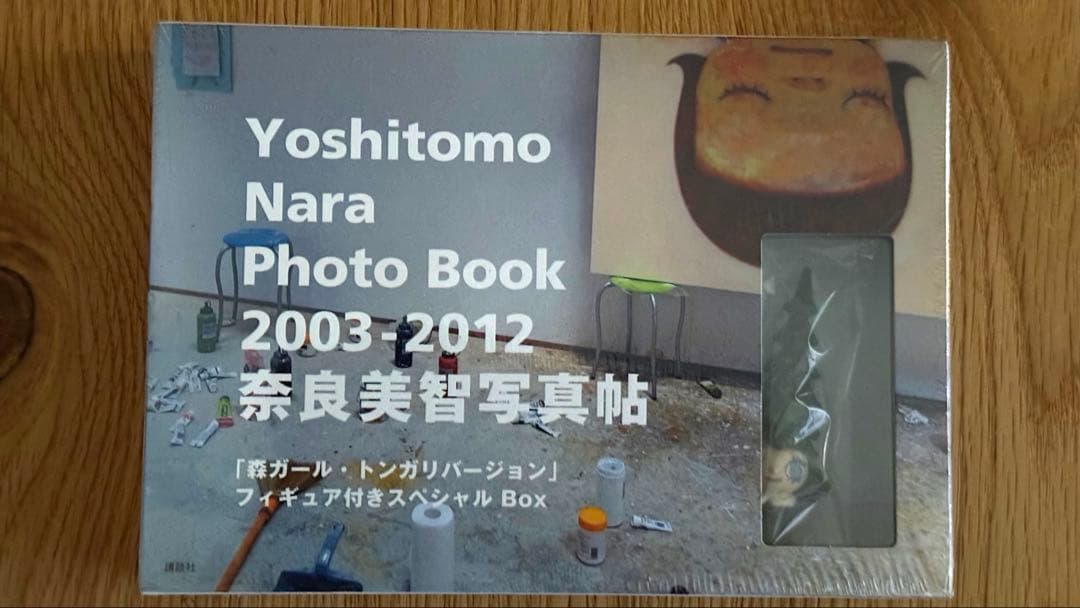 Yoshitomo
Nara
Photo Book
2003-2012
奈良美智写真帖
「森ガール・トンガリバージョン」
フィギュア付きスペシャル Box
講談社